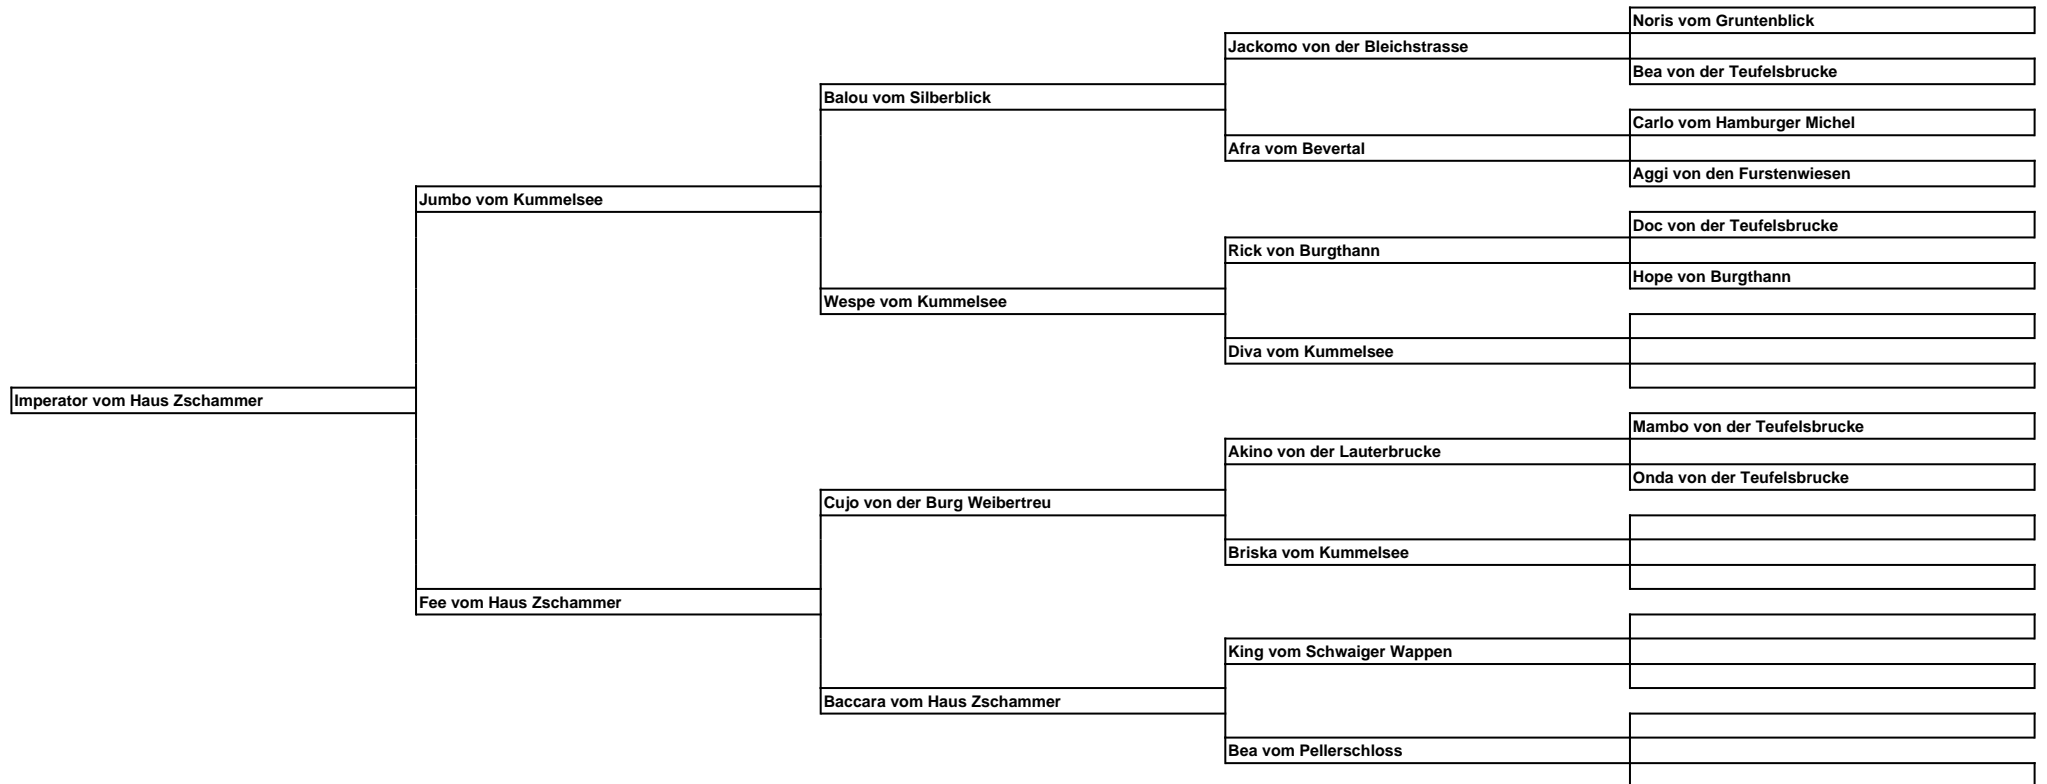 Noris vom Gruntenblick
Jackomo von der Bleichstrasse
Bea von der Teufelsbrucke
Balou vom Silberblick
Carlo vom Hamburger Michel
Afra vom Bevertal
Aggi von den Furstenwiesen
Jumbo vom Kummelsee
Doc von der Teufelsbrucke
Rick von Burgthann
Hope von Burgthann
Wespe vom Kummelsee
Diva vom Kummelsee
Imperator vom Haus Zschammer
Mambo von der Teufelsbrucke
Akino von der Lauterbrucke
Onda von der Teufelsbrucke
Cujo von der Burg Weibertreu
Briska vom Kummelsee
Fee vom Haus Zschammer
King vom Schwaiger Wappen
Baccara vom Haus Zschammer
Bea vom Pellerschloss